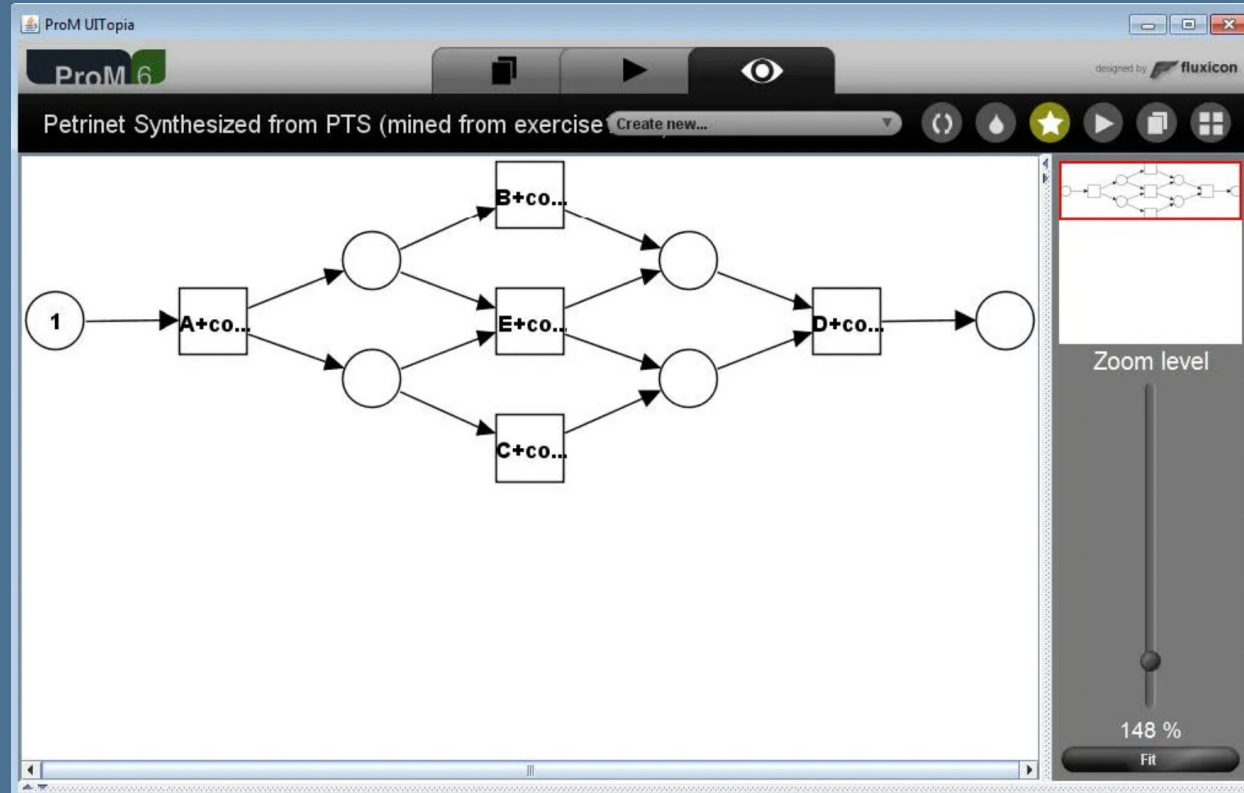 ProM UITopia
ProM 6
designed by fluxicon
Petrinet Synthesized from PTS (mined from exercise
Create new...
B+co...
1
A+co...
E+co...
D+co...
C+co...
Zoom level
148 %
Fit